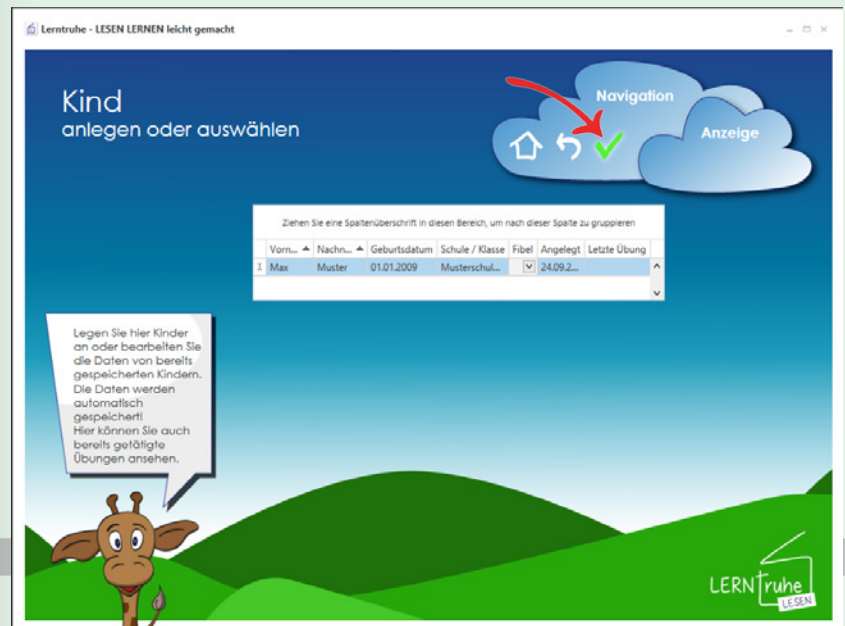 Lerntruhe - LESEN LERNEN leicht gemacht
Kind
anlegen oder auswählen
Navigation
Anzeige
Ziehen Sie eine Spaltenüberschrift in diesen Bereich, um nach dieser Spalte zu gruppieren
Vorn... Nachn... Geburtsdatum Schule / Klasse Fibel Angelegt Letzte Übung
Max Muster 01.01.2009 Musterschul... 24.09.2...
Legen Sie hier Kinder
an oder bearbeiten Sie
die Daten von bereits
gespeicherten Kindern.
Die Daten werden
automatisch
gespeichert!
Hier können Sie auch
bereits getätigte
Übungen ansehen.
LERNTruhe
LESEN